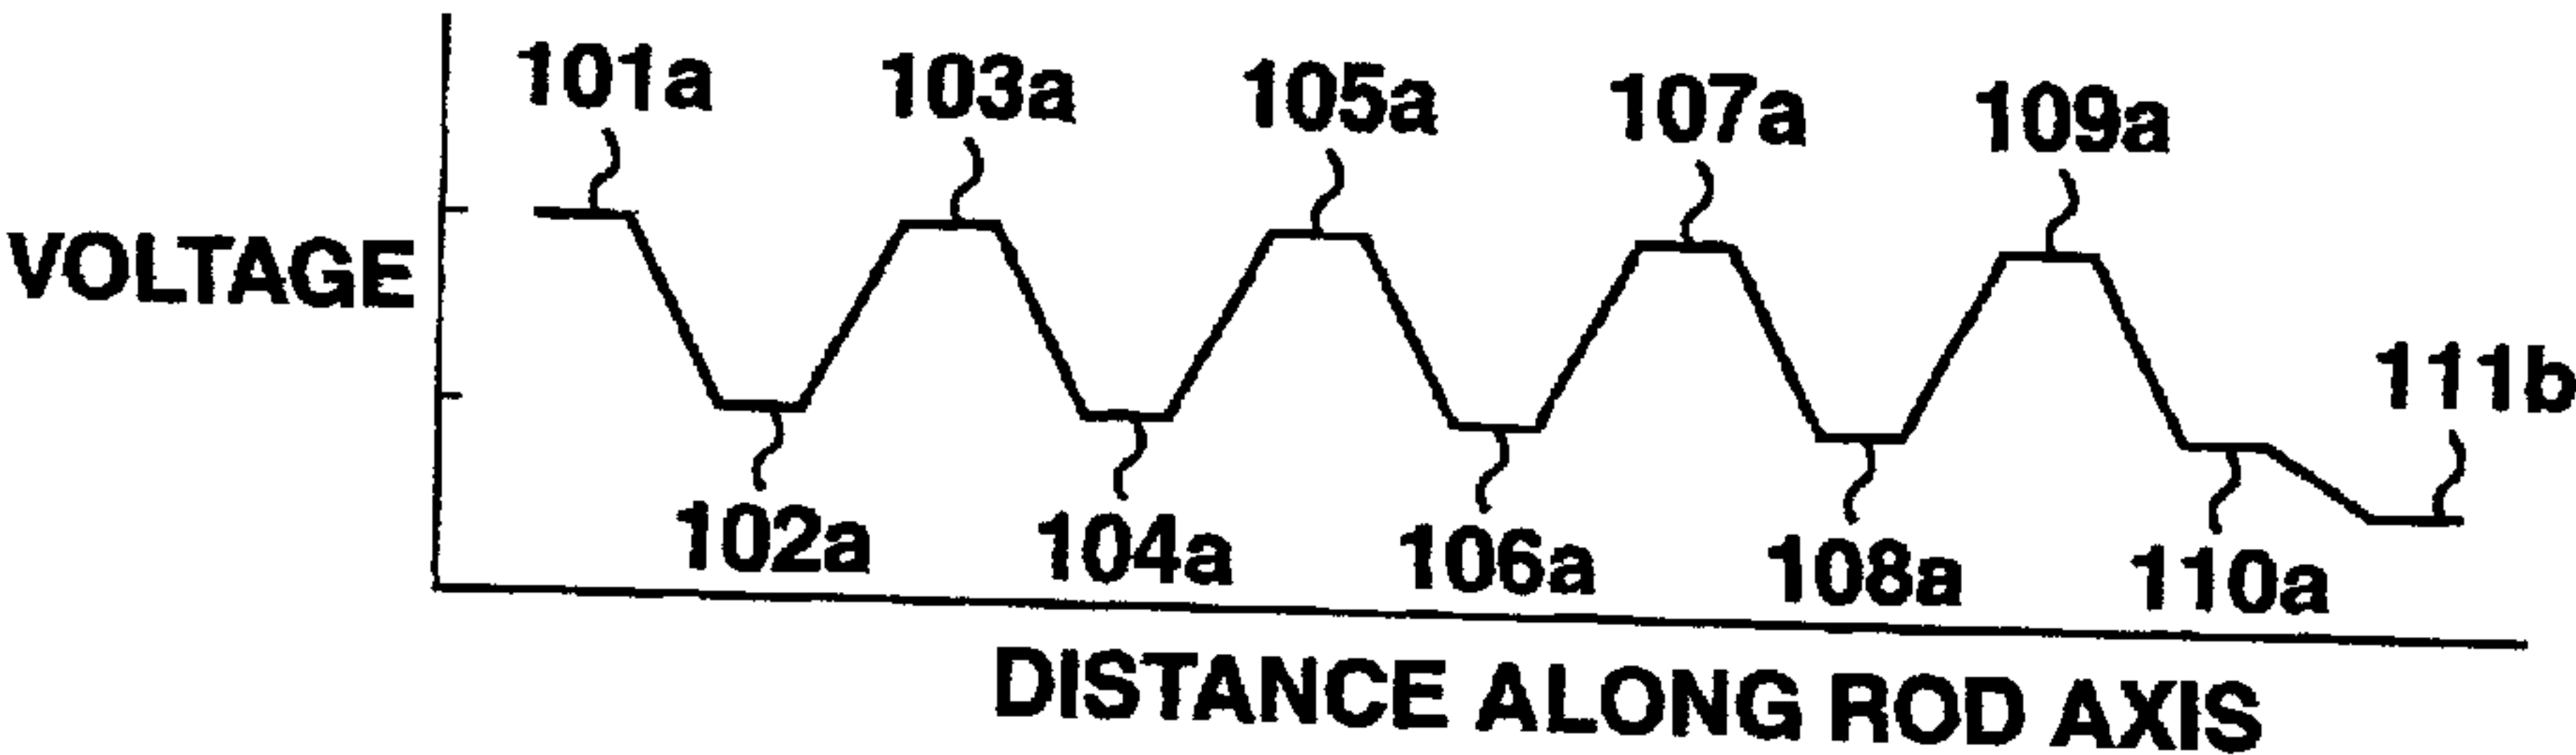 101a 103a 105a 107a 109a
VOLTAGE
111b
102a 104a 106a 108a 110a
DISTANCE ALONG ROD AXIS